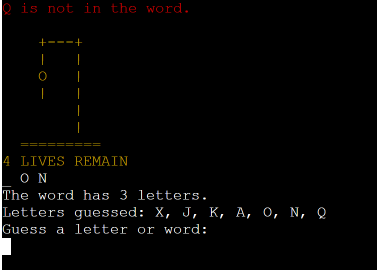 Q is not in the word.
+---+
|   |
O   |
|   |
    |
    |
=========
4 LIVES REMAIN
_ O N
The word has 3 letters.
Letters guessed: X, J, K, A, O, N, Q
Guess a letter or word: